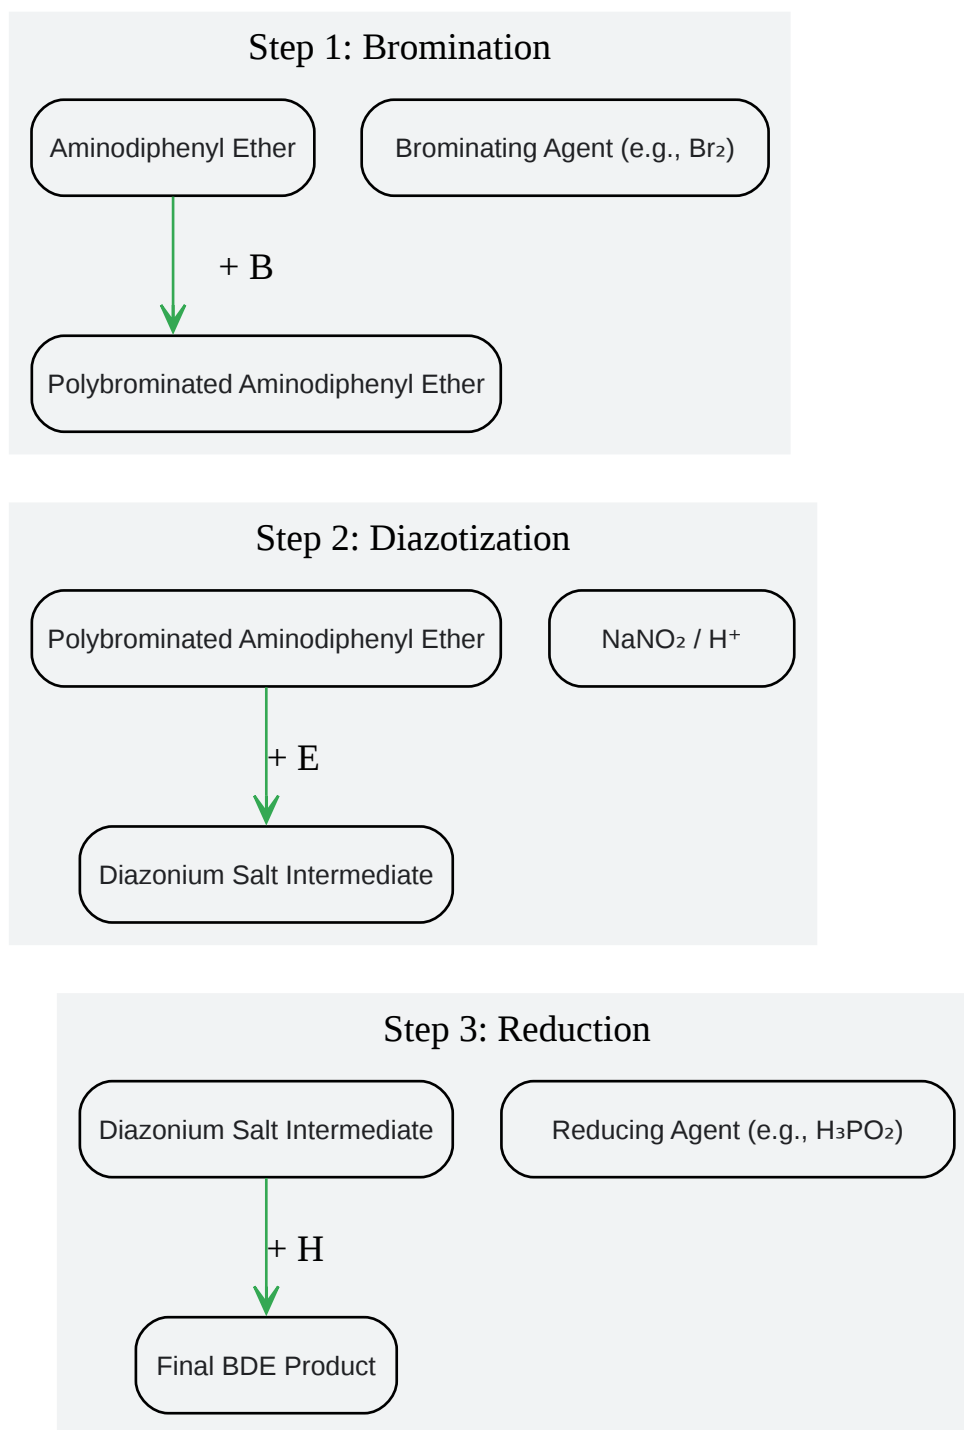 Step 1: Bromination
Aminodiphenyl Ether
Brominating Agent (e.g., Br₂)
+ B
Polybrominated Aminodiphenyl Ether
Step 2: Diazotization
Polybrominated Aminodiphenyl Ether
NaNO₂ / H⁺
+ E
Diazonium Salt Intermediate
Step 3: Reduction
Diazonium Salt Intermediate
Reducing Agent (e.g., H₃PO₂)
+ H
Final BDE Product